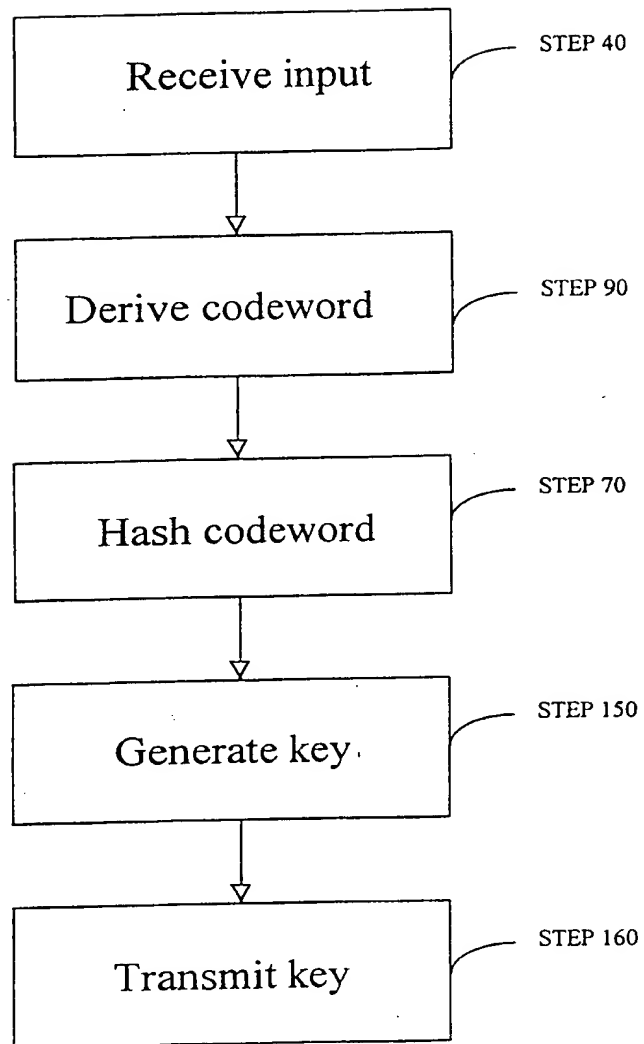 Receive input
STEP 40
Derive codeword
STEP 90
Hash codeword
STEP 70
Generate key
STEP 150
Transmit key
STEP 160